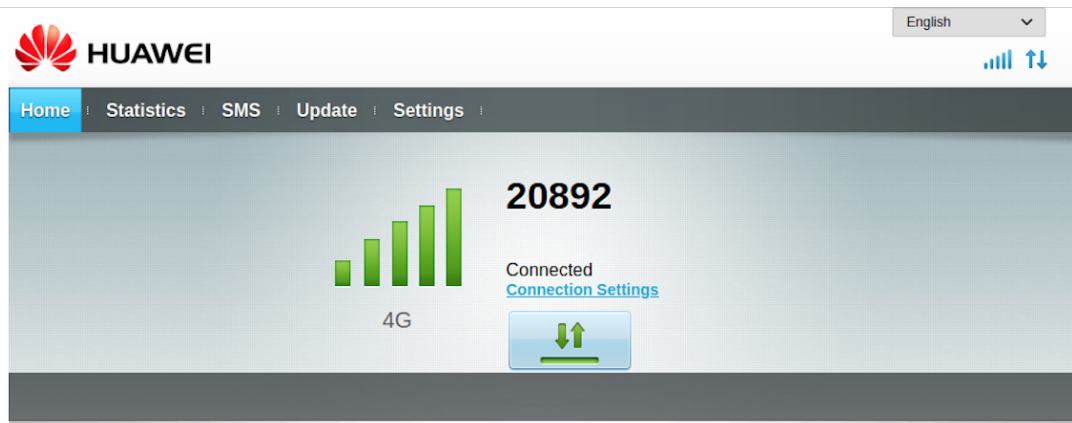 English
HUAWEI
Home Statistics SMS Update Settings
20892
Connected
Connection Settings
4G